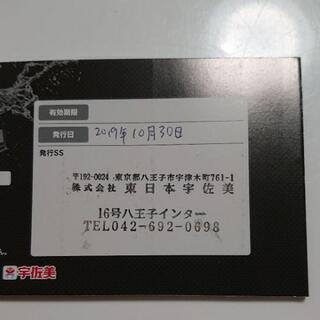 有効期限
発行日 2019年10月30日
発行SS
〒192-0024 東京都八王子市宇津木町761-1
株式会社 東日本宇佐美
16号八王子インター
TEL042-692-0698
ん。
宇佐美